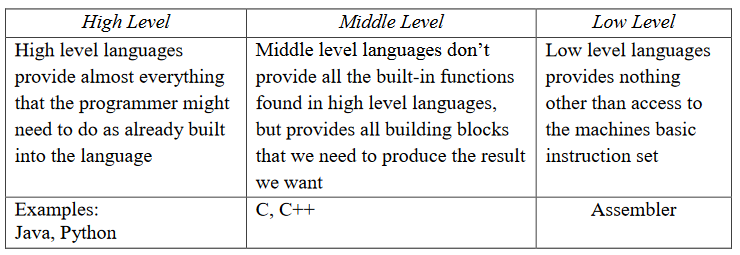 High Level
Middle Level
Low Level
High level languages
provide almost everything
that the programmer might
need to do as already built
into the language
Middle level languages don’t
provide all the built-in functions
found in high level languages,
but provides all building blocks
that we need to produce the result
we want
Low level languages
provides nothing
other than access to
the machines basic
instruction set
Examples:
Java, Python
C, C++
Assembler